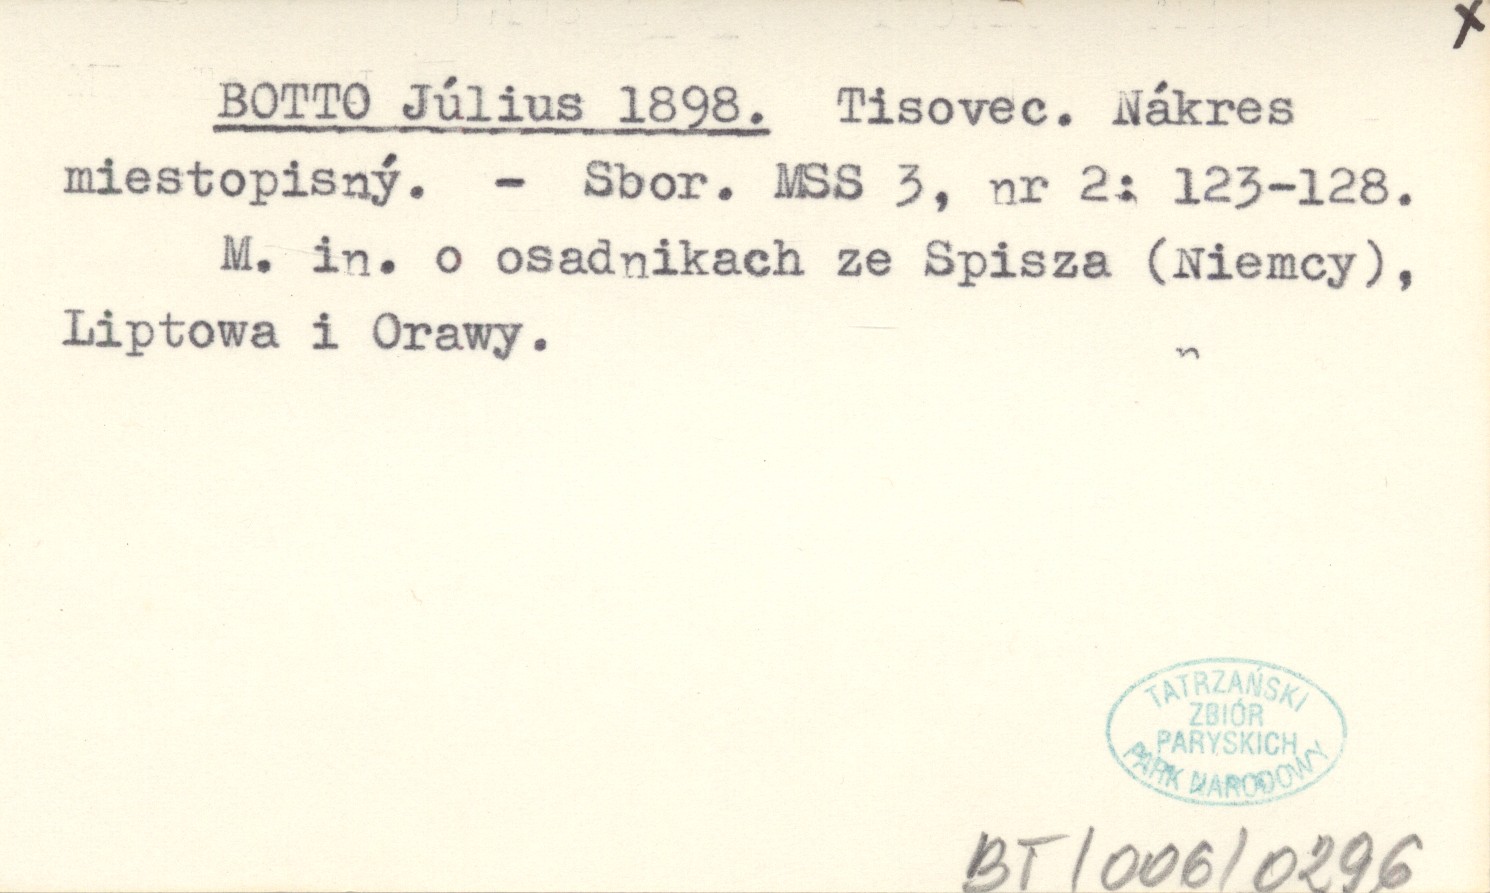 x
BOTTO Július 1898. Tisovec. Nákres
miestopisný. - Sbor. MSS 3, nr 2: 123-128.
M. in. o osadnikach ze Spisza (Niemcy),
Liptowa i Orawy.
TATRZAŃSKI
ZBIÓR
PARYSKICH
PARK NARODOWY
BT/006/0296